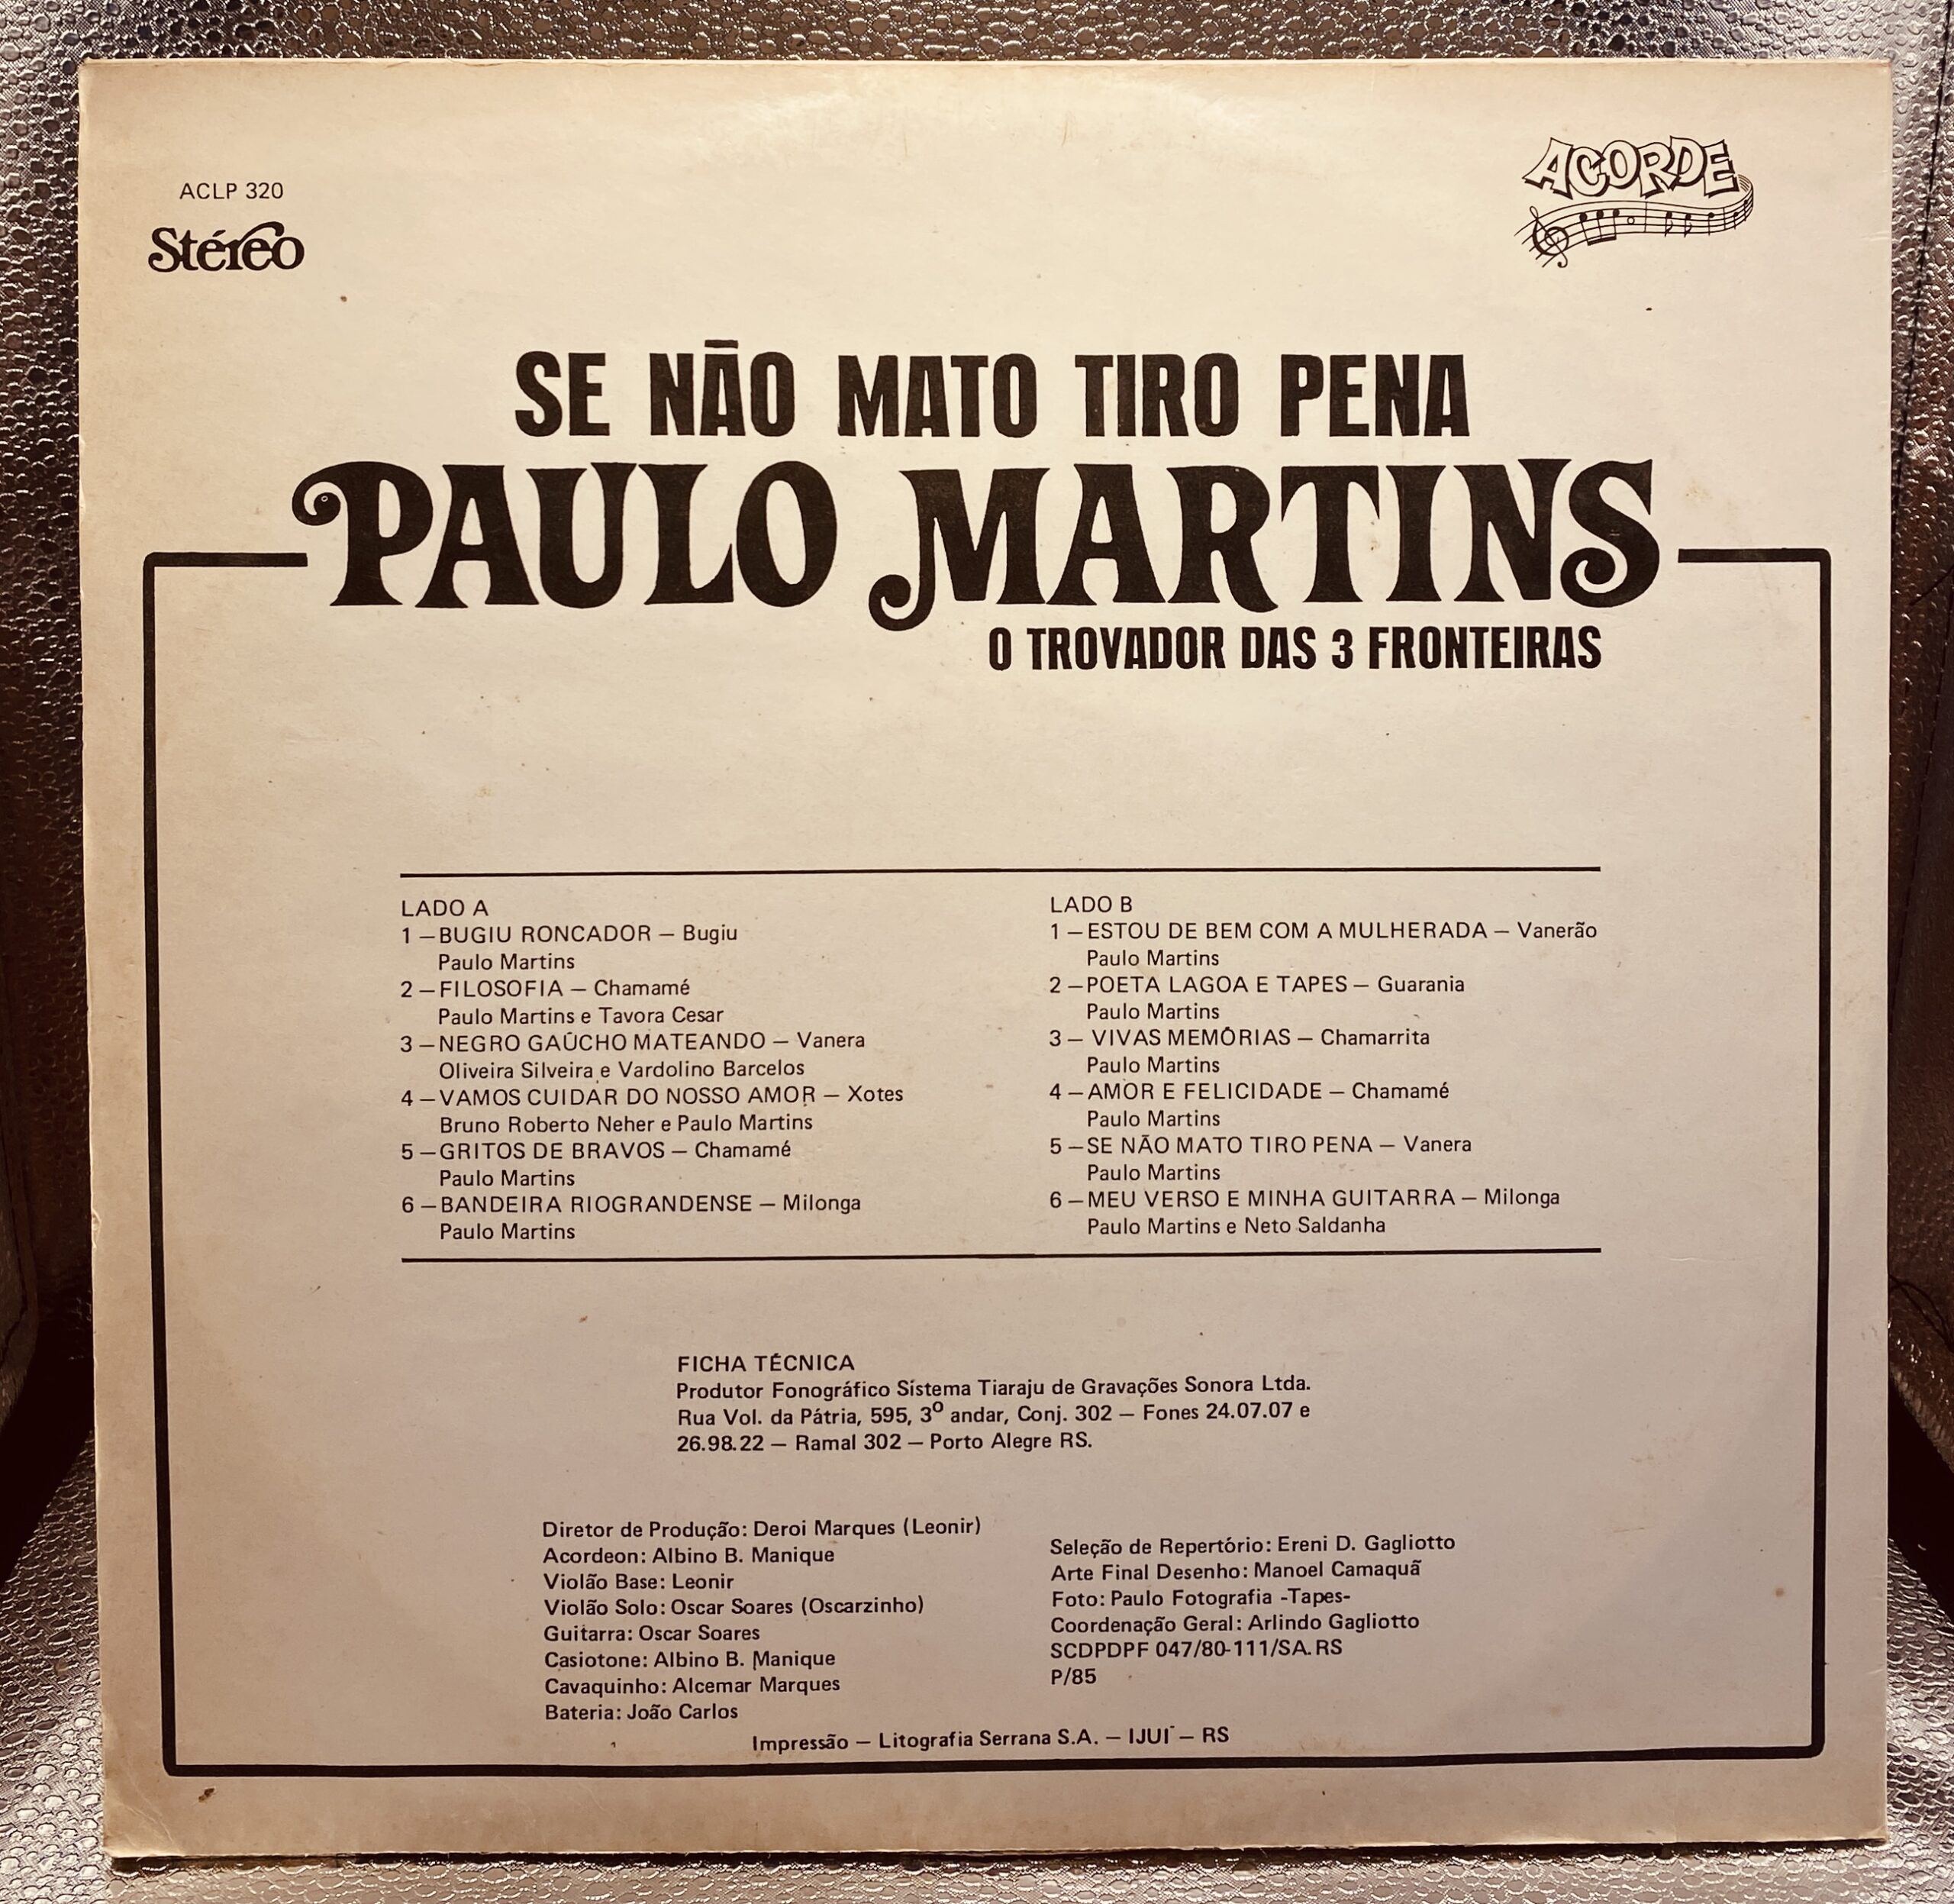 ACLP 320
Stéreo
ACORDE
SE NÃO MATO TIRO PENA
PAULO MARTINS
O TROVADOR DAS 3 FRONTEIRAS
LADO A
1 – BUGIU RONCADOR – Bugiu
Paulo Martins
2 – FILOSOFIA – Chamamé
Paulo Martins e Tavora Cesar
3 – NEGRO GAÚCHO MATEANDO – Vanera
Oliveira Silveira e Vardolino Barcelos
4 – VAMOS CUIDAR DO NOSSO AMOR – Xotes
Bruno Roberto Neher e Paulo Martins
5 – GRITOS DE BRAVOS – Chamamé
Paulo Martins
6 – BANDEIRA RIOGRANDENSE – Milonga
Paulo Martins
LADO B
1 – ESTOU DE BEM COM A MULHERADA – Vanerão
Paulo Martins
2 – POETA LAGOA E TAPES – Guarania
Paulo Martins
3 – VIVAS MEMÓRIAS – Chamarrita
Paulo Martins
4 – AMOR E FELICIDADE – Chamamé
Paulo Martins
5 – SE NÃO MATO TIRO PENA – Vanera
Paulo Martins
6 – MEU VERSO E MINHA GUITARRA – Milonga
Paulo Martins e Neto Saldanha
FICHA TÉCNICA
Produtor Fonográfico Sistema Tiaraju de Gravações Sonora Ltda.
Rua Vol. da Pátria, 595, 3º andar, Conj. 302 – Fones 24.07.07 e
26.98.22 – Ramal 302 – Porto Alegre RS.
Diretor de Produção: Deroi Marques (Leonir)
Acordeon: Albino B. Manique
Violão Base: Leonir
Violão Solo: Oscar Soares (Oscarzinho)
Guitarra: Oscar Soares
Casiotone: Albino B. Manique
Cavaquinho: Alcemar Marques
Bateria: João Carlos
Seleção de Repertório: Ereni D. Gagliotto
Arte Final Desenho: Manoel Camaquã
Foto: Paulo Fotografia -Tapes-
Coordenação Geral: Arlindo Gagliotto
SCDPDPF 047/80-111/SA.RS
P/85
Impressão – Litografia Serrana S.A. – IJUÍ – RS